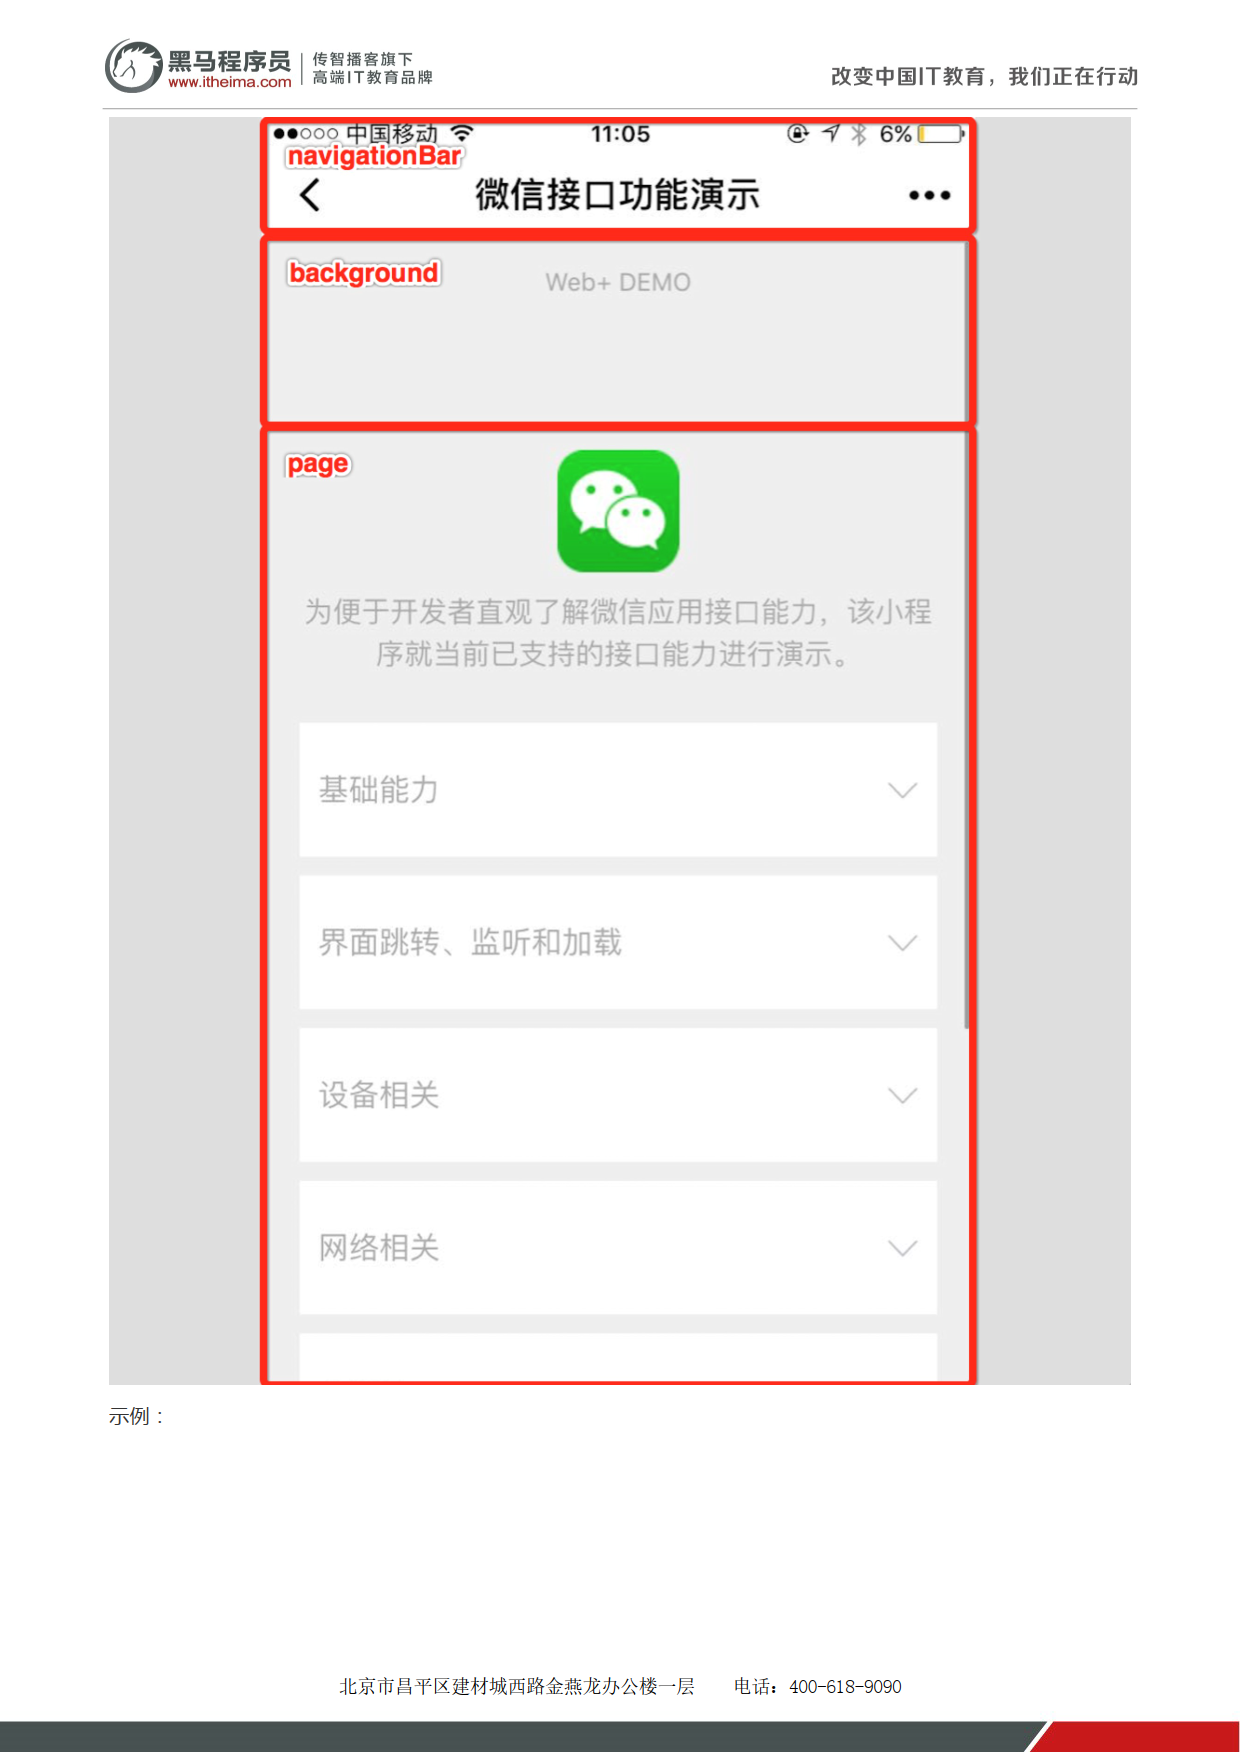 黑马程序员
www.itheima.com
传智播客旗下
高端IT教育品牌
改变中国IT教育，我们正在行动
中国移动
11:05
6%
navigationBar
微信接口功能演示
background
Web+ DEMO
page
为便于开发者直观了解微信应用接口能力，该小程
序就当前已支持的接口能力进行演示。
基础能力
界面跳转、监听和加载
设备相关
网络相关
示例：
北京市昌平区建材城西路金燕龙办公楼一层 电话：400-618-9090